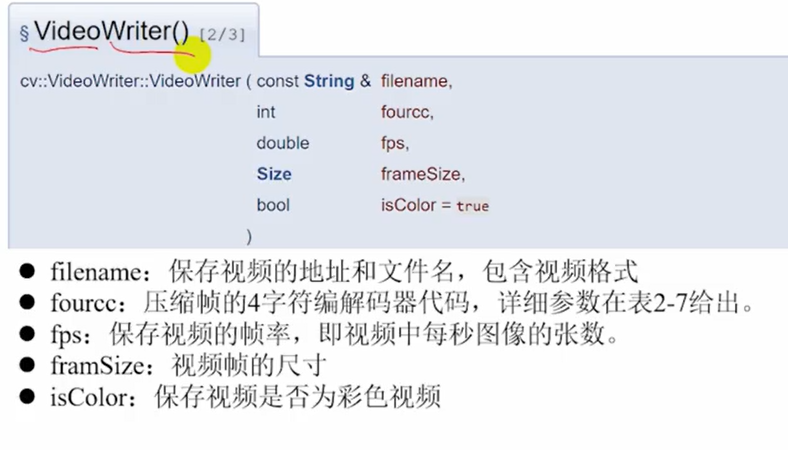 § VideoWriter() [2/3]
cv::VideoWriter::VideoWriter ( const String & filename,
int fourcc,
double fps,
Size frameSize,
bool isColor = true
)
● filename：保存视频的地址和文件名，包含视频格式
● fourcc：压缩帧的4字符编解码器代码，详细参数在表2-7给出。
● fps：保存视频的帧率，即视频中每秒图像的张数。
● framSize：视频帧的尺寸
● isColor：保存视频是否为彩色视频